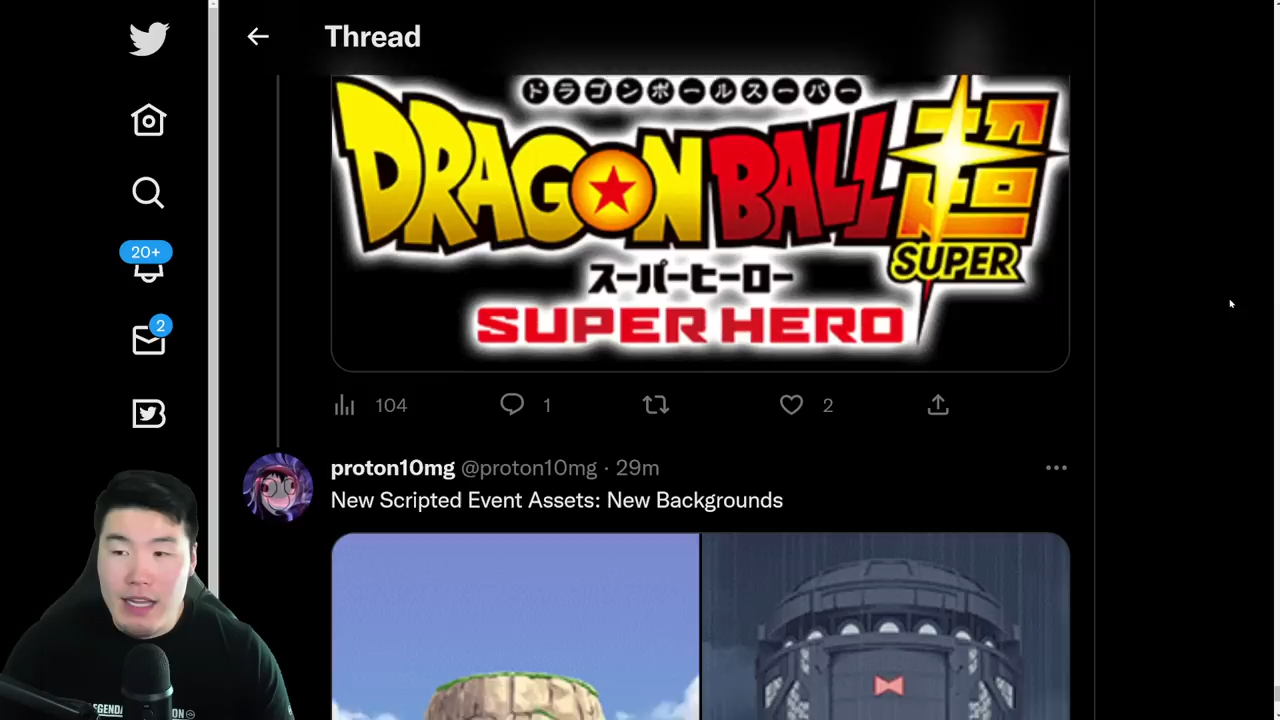 Thread
ドラゴンボールスーパー
DRAGON BALL 超
SUPER
スーパーヒーロー
SUPER HERO
20+
2
104
1
2
proton10mg @proton10mg · 29m
New Scripted Event Assets: New Backgrounds